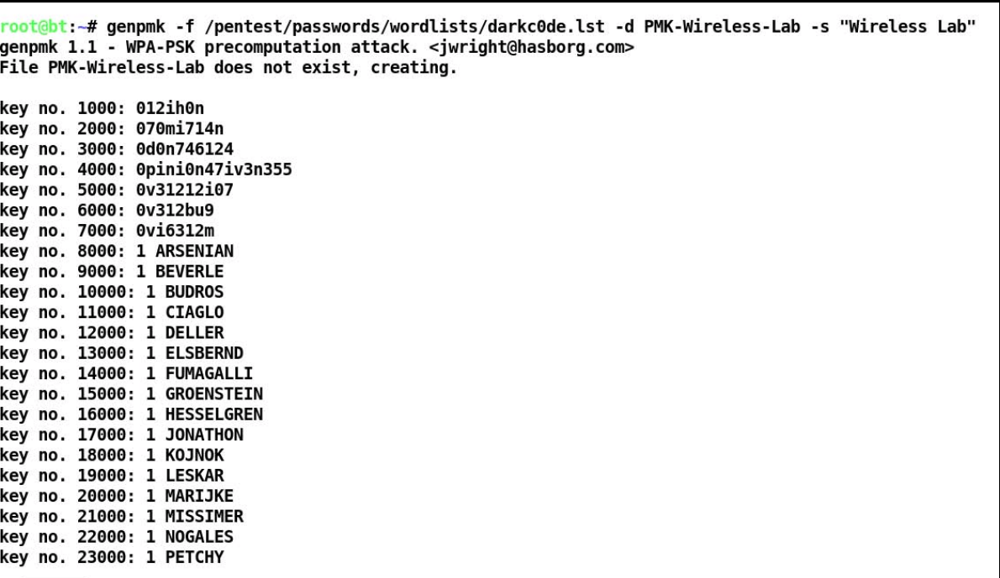 root@bt:~# genpmk -f /pentest/passwords/wordlists/darkc0de.lst -d PMK-Wireless-Lab -s "Wireless Lab"
genpmk 1.1 - WPA-PSK precomputation attack. <jwright@hasborg.com>
File PMK-Wireless-Lab does not exist, creating.
key no. 1000: 012ih0n
key no. 2000: 070mi714n
key no. 3000: 0d0n746124
key no. 4000: 0pini0n47iv3n355
key no. 5000: 0v31212i07
key no. 6000: 0v312bu9
key no. 7000: 0vi6312m
key no. 8000: 1 ARSENIAN
key no. 9000: 1 BEVERLE
key no. 10000: 1 BUDROS
key no. 11000: 1 CIAGLO
key no. 12000: 1 DELLER
key no. 13000: 1 ELSBERND
key no. 14000: 1 FUMAGALLI
key no. 15000: 1 GROENSTEIN
key no. 16000: 1 HESSELGREN
key no. 17000: 1 JONATHON
key no. 18000: 1 KOJNOK
key no. 19000: 1 LESKAR
key no. 20000: 1 MARIJKE
key no. 21000: 1 MISSIMER
key no. 22000: 1 NOGALES
key no. 23000: 1 PETCHY